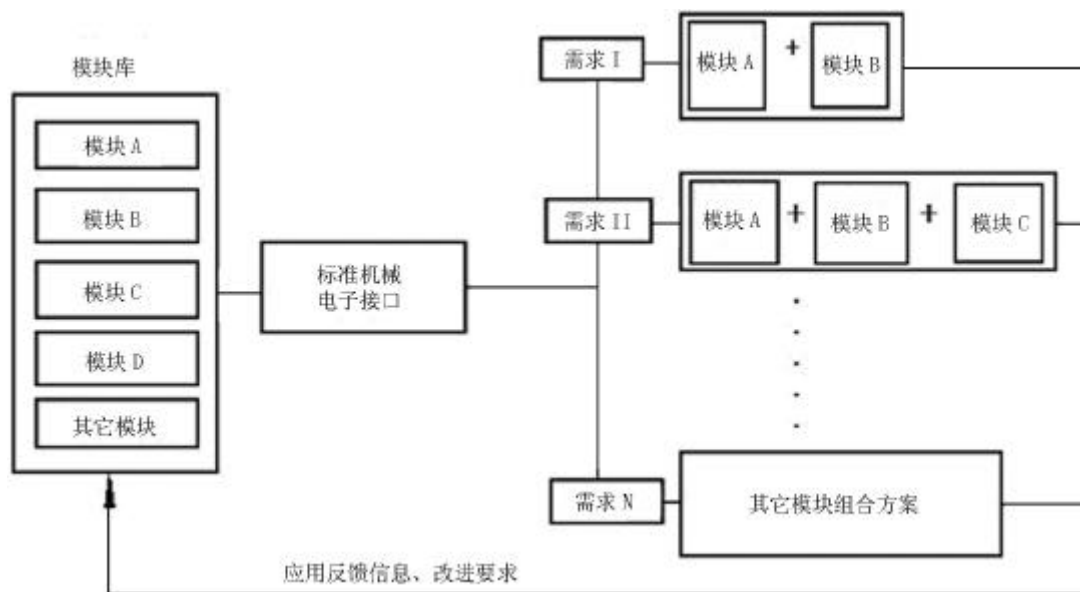 模块库
模块 A
模块 B
模块 C
模块 D
其它模块
标准机械
电子接口
需求 I
模块 A + 模块 B
需求 II
模块 A + 模块 B + 模块 C
需求 N
其它模块组合方案
应用反馈信息、改进要求